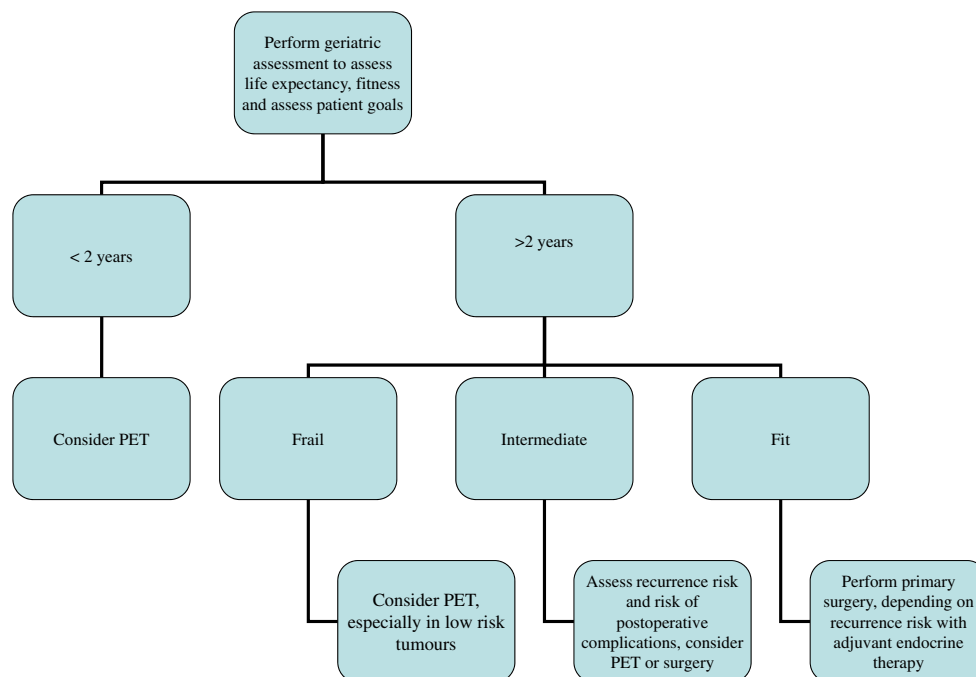 Perform geriatric
assessment to assess
life expectancy, fitness
and assess patient goals
< 2 years
>2 years
Consider PET
Frail
Intermediate
Fit
Consider PET,
especially in low risk
tumours
Assess recurrence risk
and risk of
postoperative
complications, consider
PET or surgery
Perform primary
surgery, depending on
recurrence risk with
adjuvant endocrine
therapy